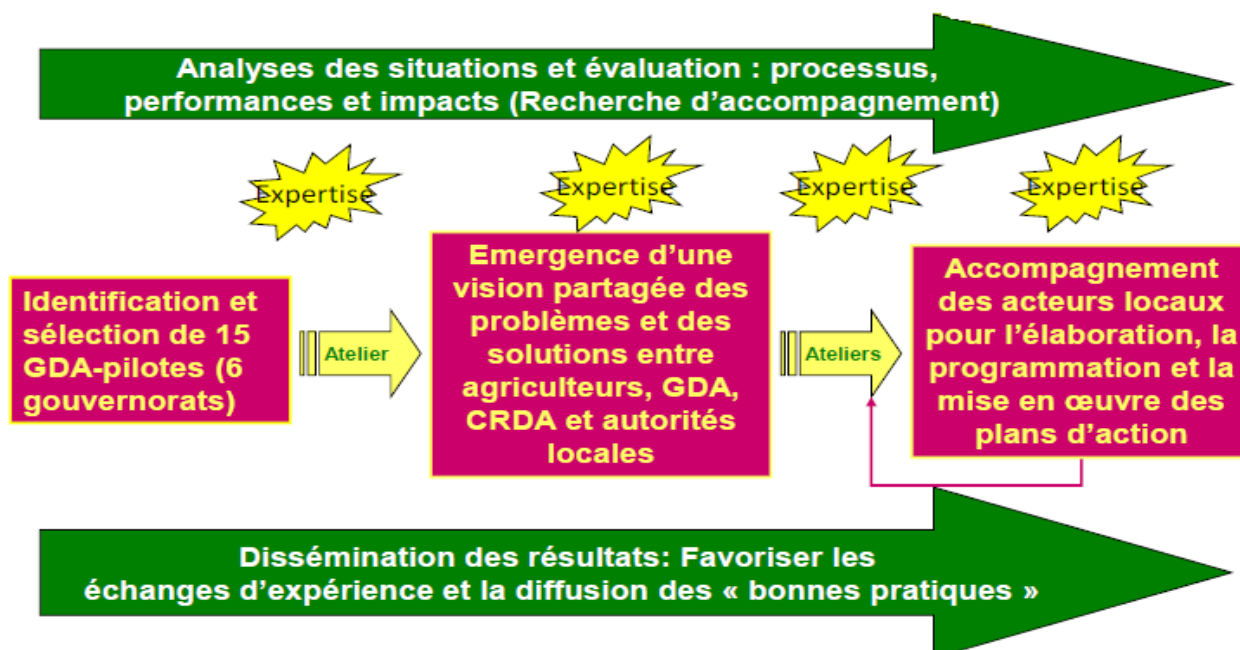 Analyses des situations et évaluation : processus,
performances et impacts (Recherche d’accompagnement)
Expertise
Expertise
Expertise
Expertise
Identification et
sélection de 15
GDA-pilotes (6
gouvernorats)
Atelier
Emergence d’une
vision partagée des
problèmes et des
solutions entre
agriculteurs, GDA,
CRDA et autorités
locales
Ateliers
Accompagnement
des acteurs locaux
pour l’élaboration, la
programmation et la
mise en œuvre des
plans d’action
Dissémination des résultats: Favoriser les
échanges d’expérience et la diffusion des « bonnes pratiques »